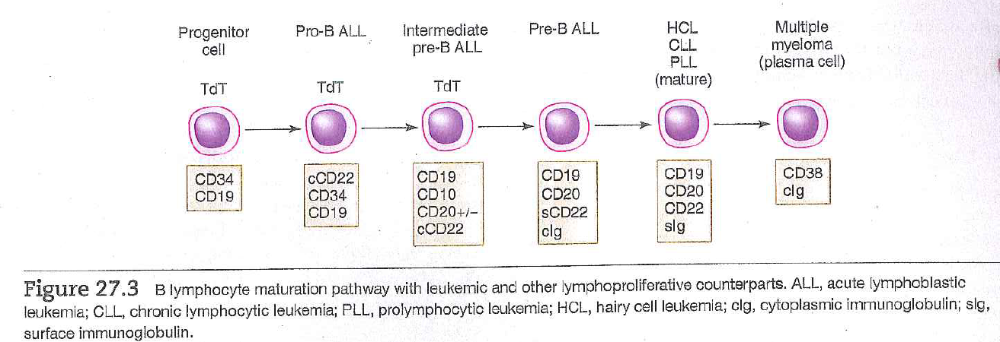 Progenitor cell
TdT
CD34
CD19
Pro-B ALL
TdT
cCD22
CD34
CD19
Intermediate
pre-B ALL
TdT
CD19
CD10
CD20+/–
cCD22
Pre-B ALL
CD19
CD20
sCD22
cIg
HCL
CLL
PLL
(mature)
CD19
CD20
CD22
sIg
Multiple
myeloma
(plasma cell)
CD38
cIg
Figure 27.3 B lymphocyte maturation pathway with leukemic and other lymphoproliferative counterparts. ALL, acute lymphoblastic
leukemia; CLL, chronic lymphocytic leukemia; PLL, prolymphocytic leukemia; HCL, hairy cell leukemia; cIg, cytoplasmic immunoglobulin; sIg,
surface immunoglobulin.